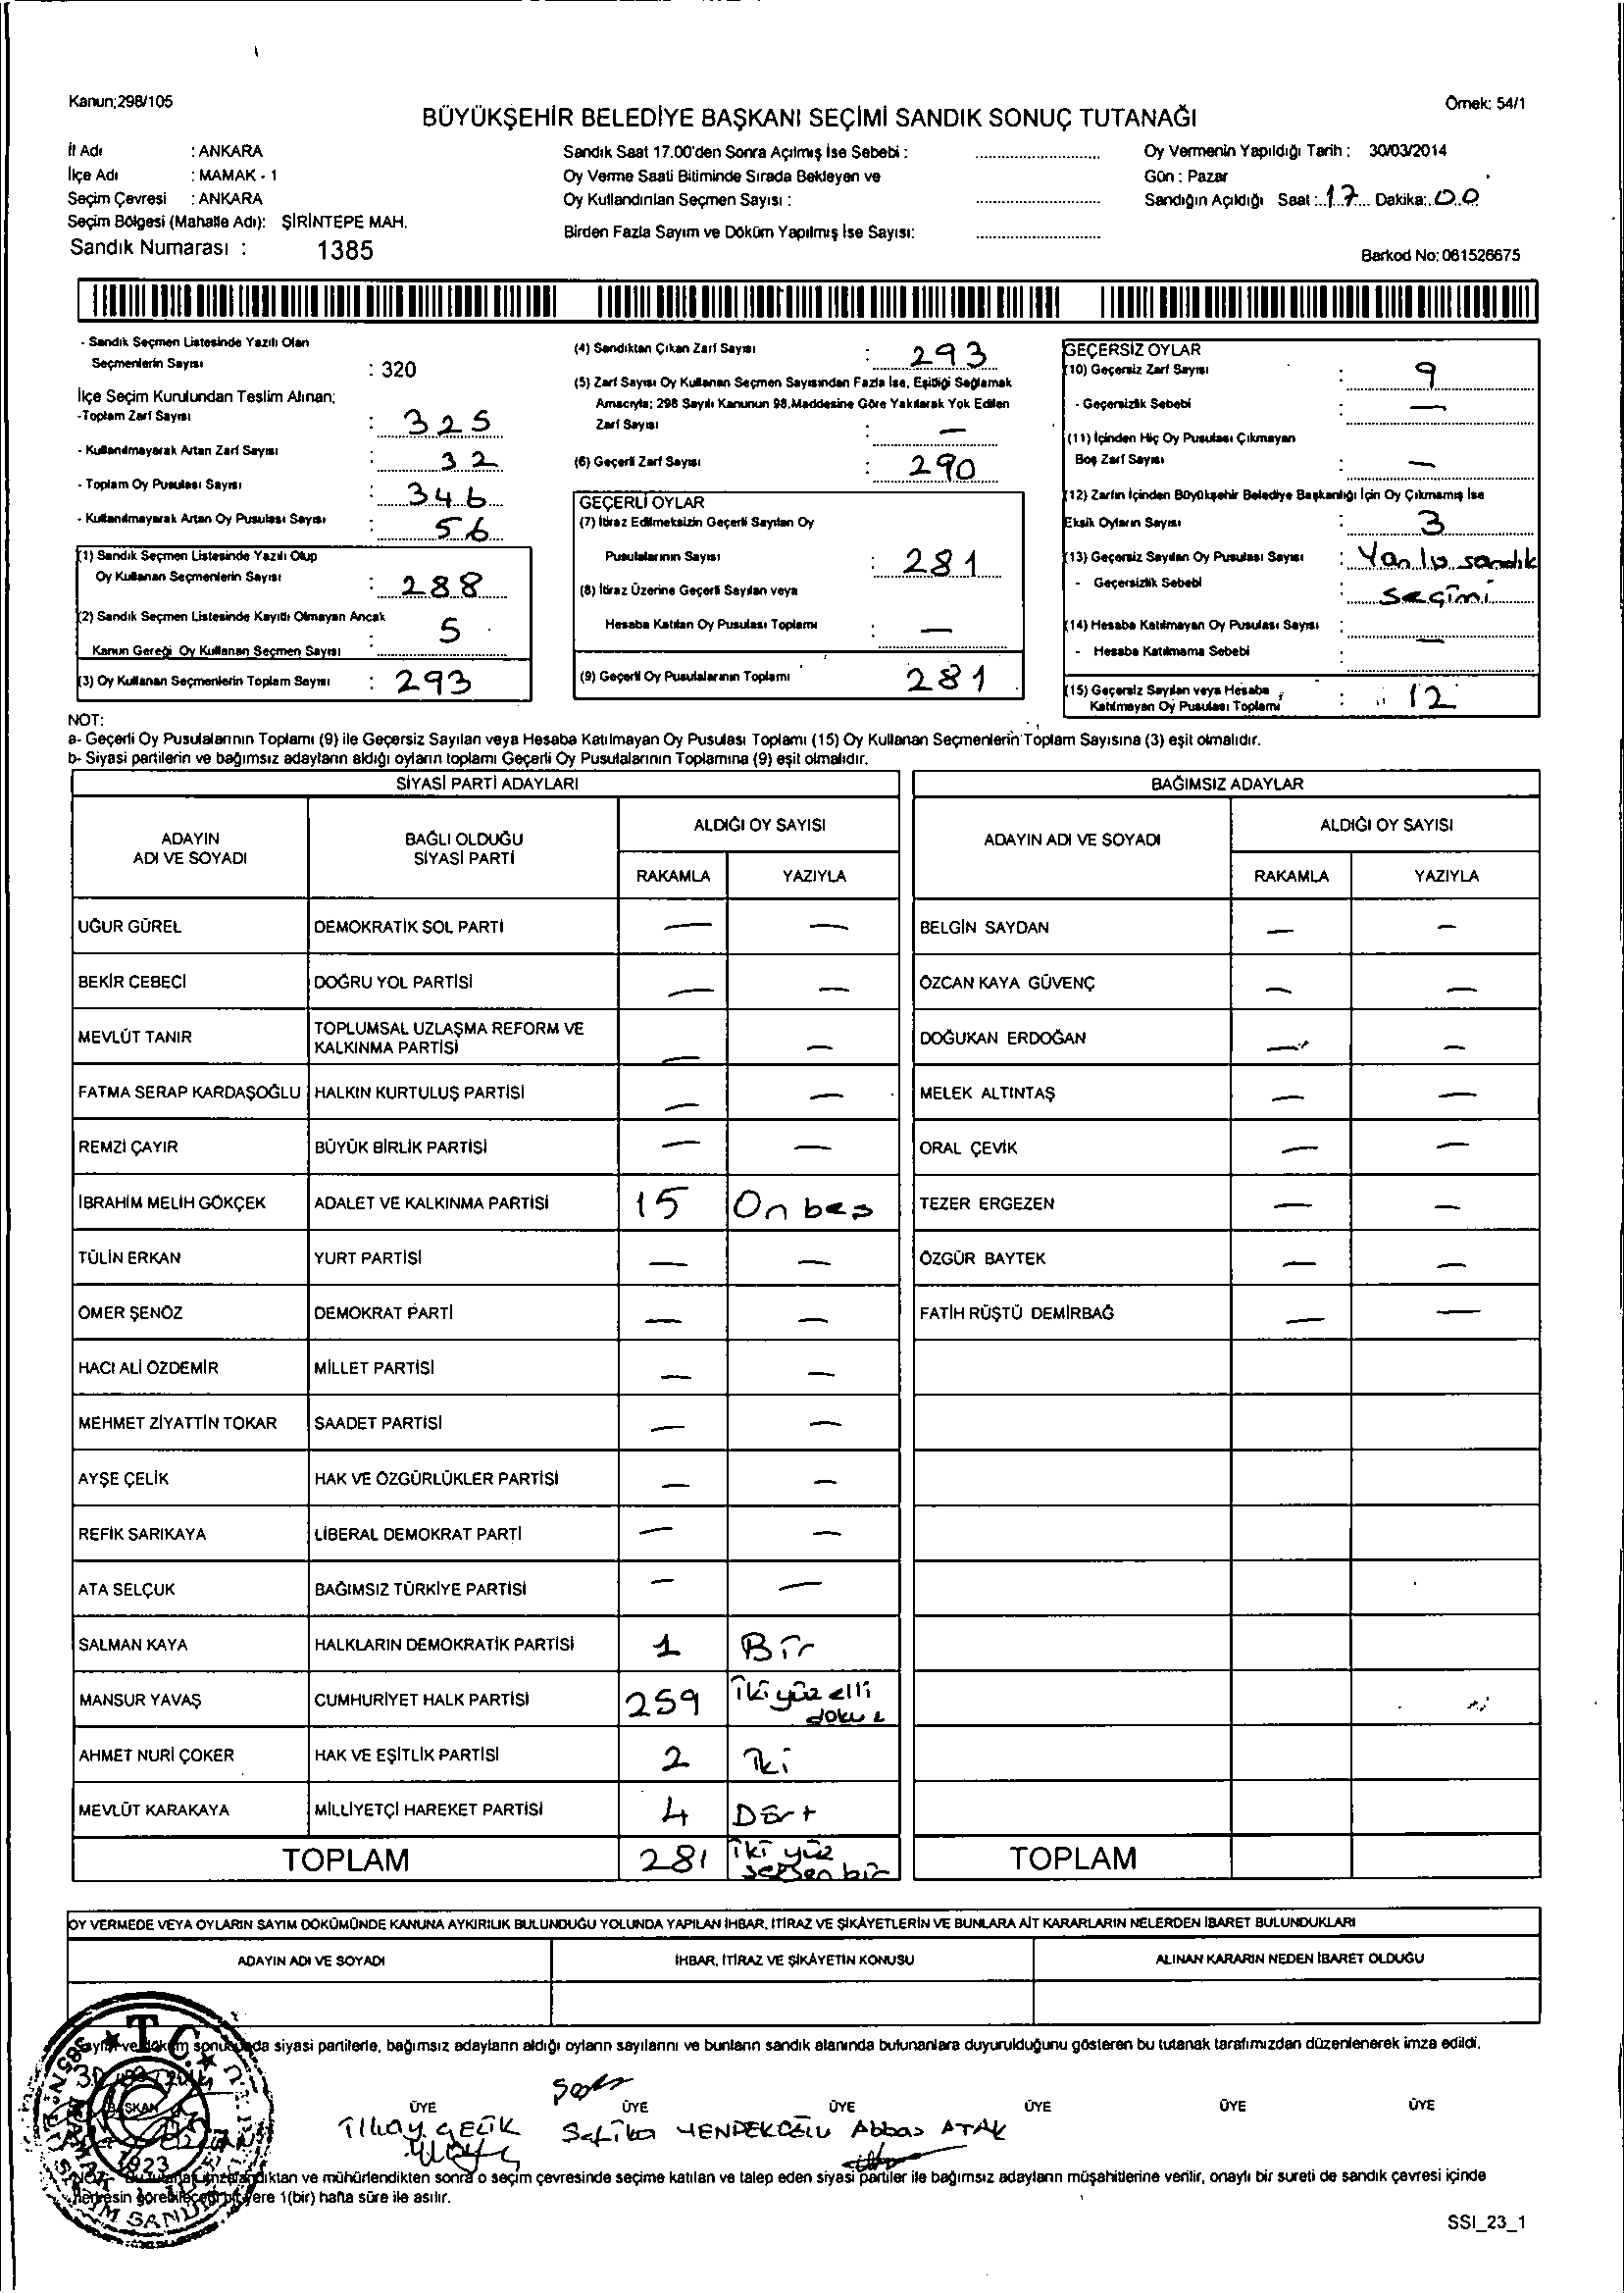 Kanun;298/105
Örnek: 54/1
BÜYÜKŞEHİR BELEDİYE BAŞKANI SEÇİMİ SANDIK SONUÇ TUTANAĞI
İl Adı : ANKARA
İlçe Adı : MAMAK - 1
Seçim Çevresi : ANKARA
Seçim Bölgesi (Mahalle Adı): ŞİRİNTEPE MAH.
Sandık Numarası : 1385
Sandık Saat 17.00'den Sonra Açılmış İse Sebebi :
Oy Verme Saati Bitiminde Sırada Bekleyen ve
Oy Kullandırılan Seçmen Sayısı :
Birden Fazla Sayım ve Döküm Yapılmış İse Sayısı:
Oy Vermenin Yapıldığı Tarih : 30/03/2014
Gün : Pazar
Sandığın Açıldığı Saat : 17 Dakika: 00
Barkod No: 061526675
- Sandık Seçmen Listesinde Yazılı Olan
Seçmenlerin Sayısı : 320
İlçe Seçim Kurulundan Teslim Alınan;
-Toplam Zarf Sayısı : 325
- Kullanılmayarak Artan Zarf Sayısı : 32
- Toplam Oy Pusulası Sayısı : 346
- Kullanılmayarak Artan Oy Pusulası Sayısı : 56
(1) Sandık Seçmen Listesinde Yazılı Olup
Oy Kullanan Seçmenlerin Sayısı : 288
(2) Sandık Seçmen Listesinde Kayıtlı Olmayan Ancak
Kanun Gereği Oy Kullanan Seçmen Sayısı : 5
(3) Oy Kullanan Seçmenlerin Toplam Sayısı : 293
(4) Sandıktan Çıkan Zarf Sayısı : 293
(5) Zarf Sayısı Oy Kullanan Seçmen Sayısından Fazla İse, Eşitliği Sağlamak
Amacıyla; 298 Sayılı Kanunun 98.Maddesine Göre Yakılarak Yok Edilen
Zarf Sayısı : —
(6) Geçerli Zarf Sayısı : 290
GEÇERLİ OYLAR
(7) İtiraz Edilmeksizin Geçerli Sayılan Oy
Pusulalarının Sayısı : 281
(8) İtiraz Üzerine Geçerli Sayılan veya
Hesaba Katılan Oy Pusulası Toplamı : —
(9) Geçerli Oy Pusulalarının Toplamı 281
GEÇERSİZ OYLAR
(10) Geçersiz Zarf Sayısı : 9
- Geçersizlik Sebebi : —
(11) İçinden Hiç Oy Pusulası Çıkmayan
Boş Zarf Sayısı : —
(12) Zarfın İçinden Büyükşehir Belediye Başkanlığı İçin Oy Çıkmamış İse
Eksik Oyların Sayısı : 3
(13) Geçersiz Sayılan Oy Pusulası Sayısı : Yanlış sandık
- Geçersizlik Sebebi : seçimi
(14) Hesaba Katılmayan Oy Pusulası Sayısı : —
- Hesaba Katılmama Sebebi :
(15) Geçersiz Sayılan veya Hesaba
Katılmayan Oy Pusulası Toplamı : 12
NOT:
a- Geçerli Oy Pusulalarının Toplamı (9) ile Geçersiz Sayılan veya Hesaba Katılmayan Oy Pusulası Toplamı (15) Oy Kullanan Seçmenlerin Toplam Sayısına (3) eşit olmalıdır.
b- Siyasi partilerin ve bağımsız adayların aldığı oyların toplamı Geçerli Oy Pusulalarının Toplamına (9) eşit olmalıdır.
SİYASİ PARTİ ADAYLARI
ADAYIN ADI VE SOYADI BAĞLI OLDUĞU SİYASİ PARTİ ALDIĞI OY SAYISI
RAKAMLA YAZIYLA
UĞUR GÜREL DEMOKRATİK SOL PARTİ — —
BEKİR CEBECİ DOĞRU YOL PARTİSİ — —
MEVLÜT TANIR TOPLUMSAL UZLAŞMA REFORM VE KALKINMA PARTİSİ — —
FATMA SERAP KARDAŞOĞLU HALKIN KURTULUŞ PARTİSİ — —
REMZİ ÇAYIR BÜYÜK BİRLİK PARTİSİ — —
İBRAHİM MELİH GÖKÇEK ADALET VE KALKINMA PARTİSİ 15 On beş
TÜLİN ERKAN YURT PARTİSİ — —
ÖMER ŞENÖZ DEMOKRAT PARTİ — —
HACI ALİ ÖZDEMİR MİLLET PARTİSİ — —
MEHMET ZİYATTİN TOKAR SAADET PARTİSİ — —
AYŞE ÇELİK HAK VE ÖZGÜRLÜKLER PARTİSİ — —
REFİK SARIKAYA LİBERAL DEMOKRAT PARTİ — —
ATA SELÇUK BAĞIMSIZ TÜRKİYE PARTİSİ — —
SALMAN KAYA HALKLARIN DEMOKRATİK PARTİSİ 1 Bir
MANSUR YAVAŞ CUMHURİYET HALK PARTİSİ 259 İki yüz elli dokuz
AHMET NURİ ÇOKER HAK VE EŞİTLİK PARTİSİ 2 İki
MEVLÜT KARAKAYA MİLLİYETÇİ HAREKET PARTİSİ 4 Dört
TOPLAM 281 İki yüz seksen bir
BAĞIMSIZ ADAYLAR
ADAYIN ADI VE SOYADI ALDIĞI OY SAYISI
RAKAMLA YAZIYLA
BELGİN SAYDAN — —
ÖZCAN KAYA GÜVENÇ — —
DOĞUKAN ERDOĞAN — —
MELEK ALTINTAŞ — —
ORAL ÇEVİK — —
TEZER ERGEZEN — —
ÖZGÜR BAYTEK — —
FATİH RÜŞTÜ DEMİRBAĞ — —
TOPLAM
OY VERMEDE VEYA OYLARIN SAYIM DÖKÜMÜNDE KANUNA AYKIRILIK BULUNDUĞU YOLUNDA YAPILAN İHBAR, İTİRAZ VE ŞİKÂYETLERİN VE BUNLARA AİT KARARLARIN NELERDEN İBARET BULUNDUKLARI
ADAYIN ADI VE SOYADI İHBAR, İTİRAZ VE ŞİKÂYETİN KONUSU ALINAN KARARIN NEDEN İBARET OLDUĞU
siyasi partilerle, bağımsız adayların aldığı oyların sayılarını ve bunların sandık alanında bulunanlara duyurulduğunu gösteren bu tutanak tarafımızdan düzenlenerek imza edildi.
T.C.
BAŞKAN
ÜYE ÜYE ÜYE ÜYE ÜYE ÜYE
İlkay ÇELİK Safika HENDEKOĞLU Abbas ATAK
ve mühürlendikten sonra o seçim çevresinde seçime katılan ve talep eden siyasi partiler ile bağımsız adayların müşahitlerine verilir, onaylı bir sureti de sandık çevresi içinde
yere 1(bir) hafta süre ile asılır.
SSI_23_1